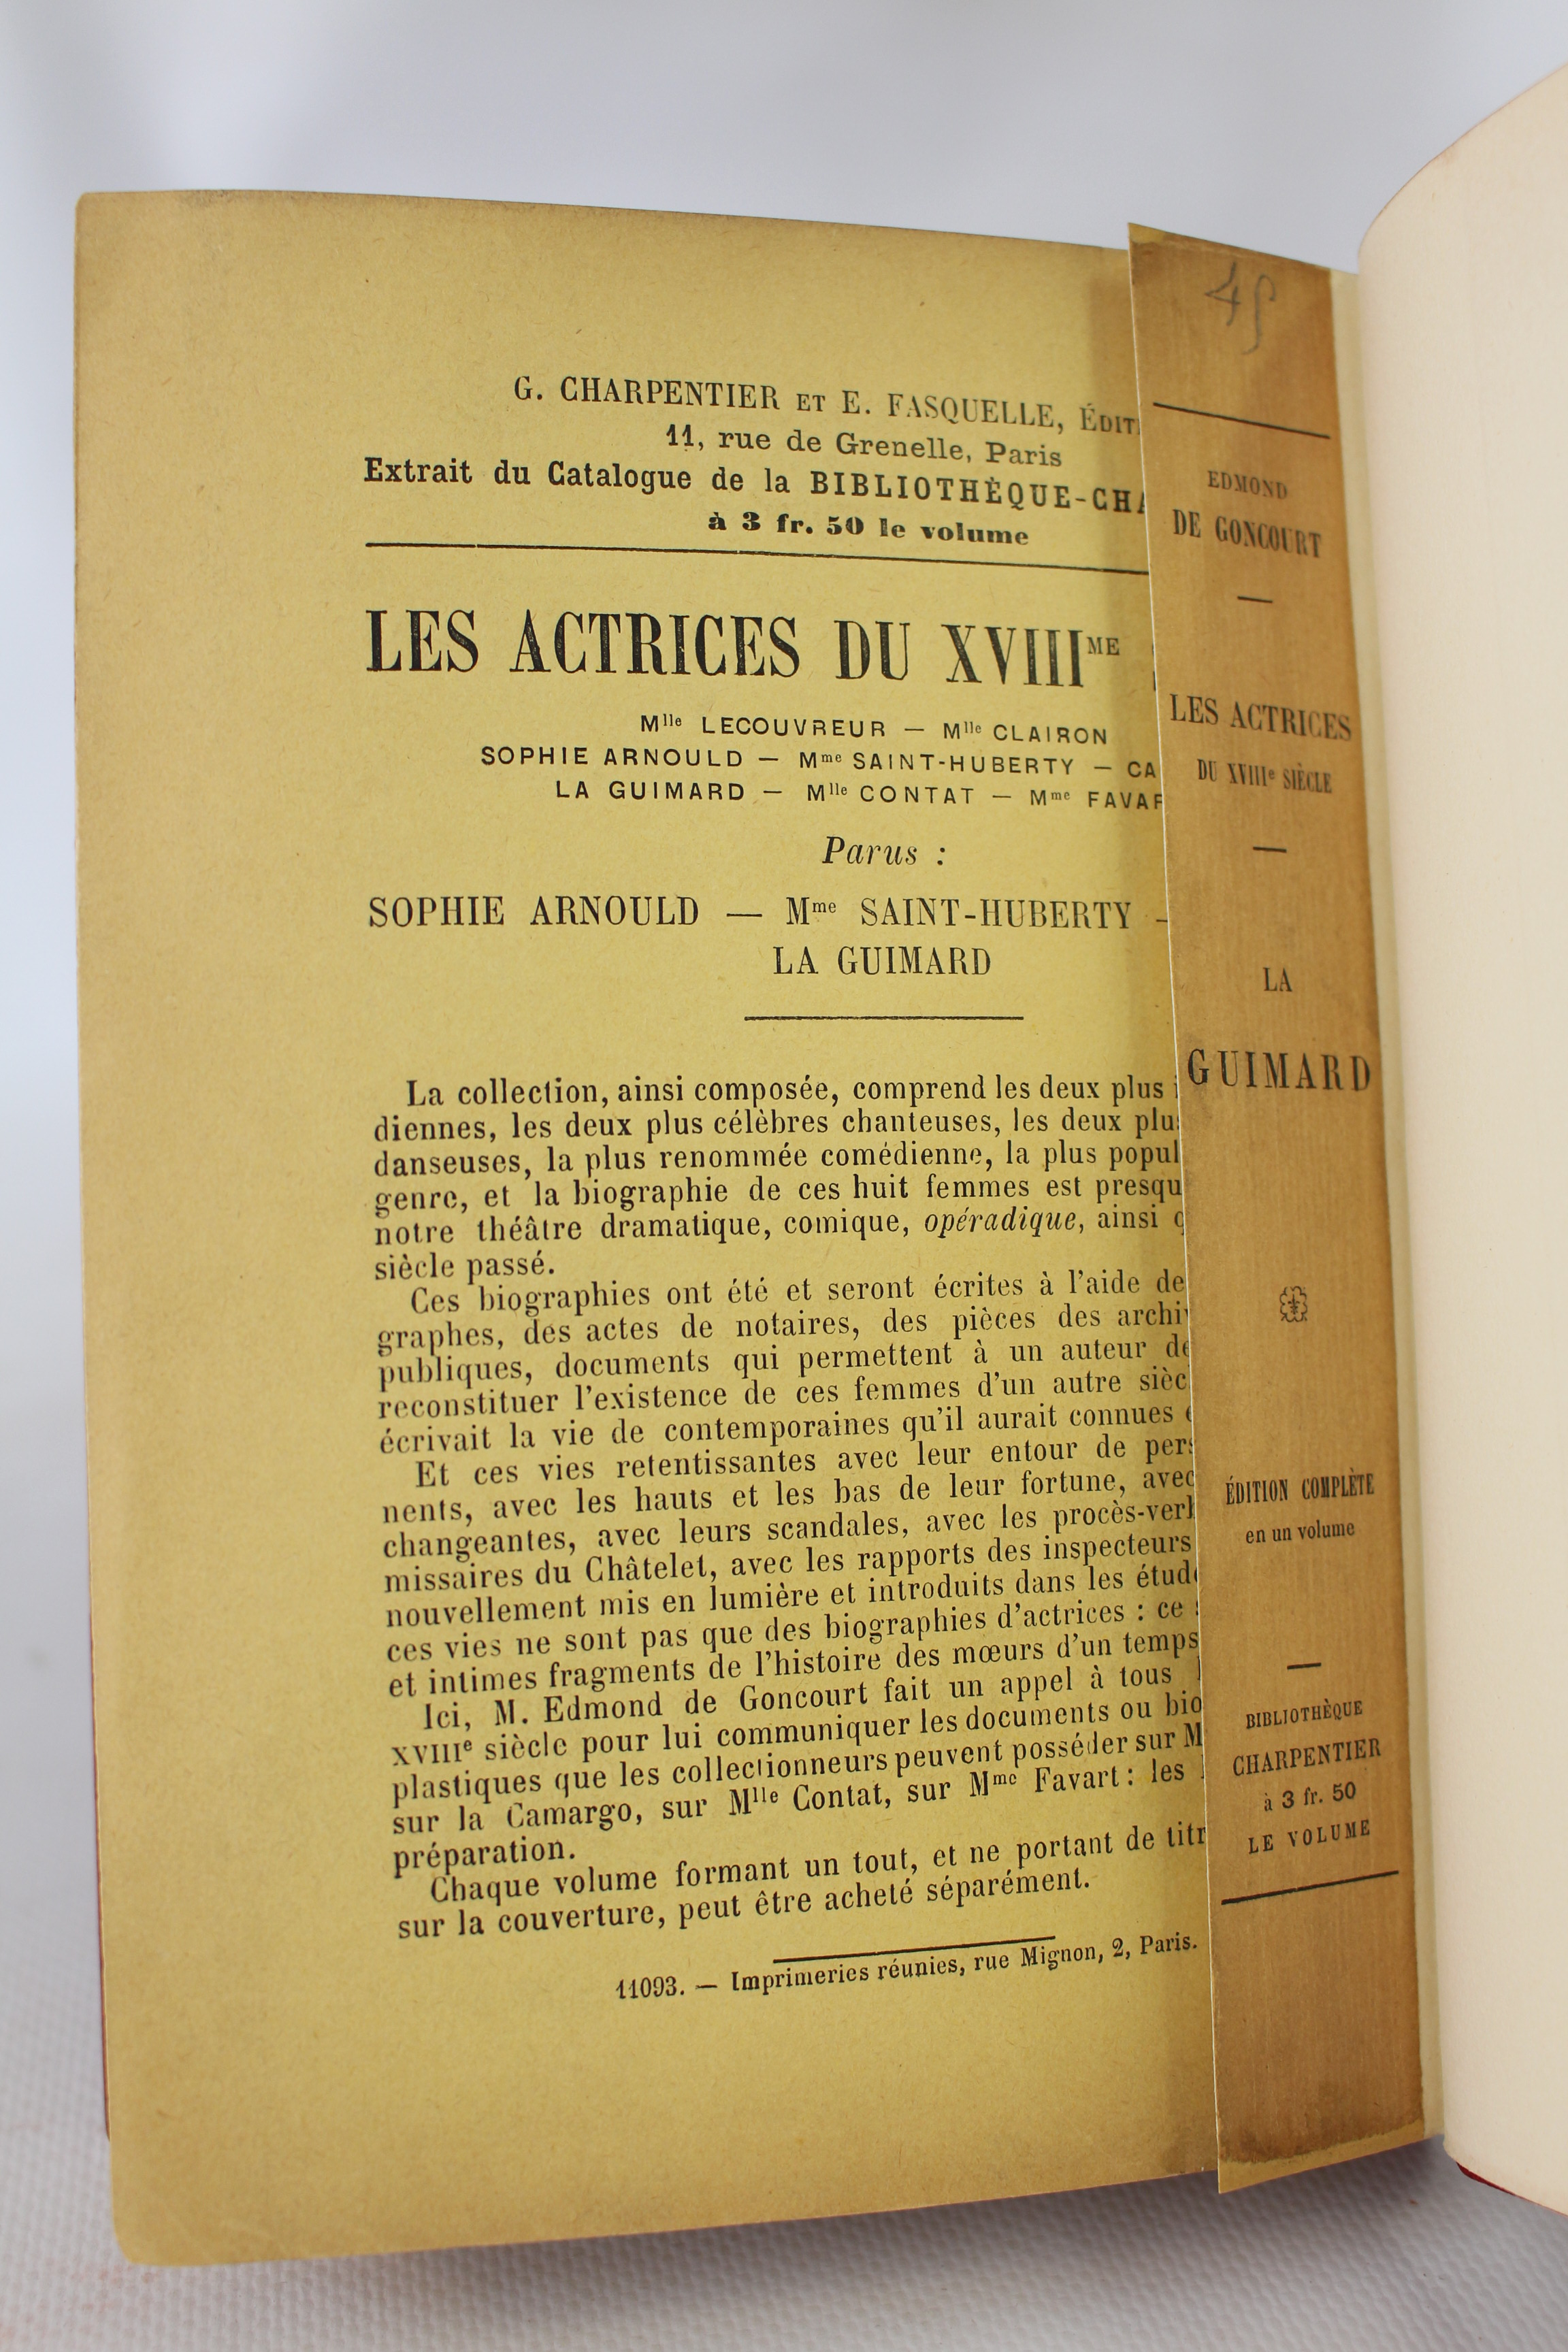 G. CHARPENTIER ET E. FASQUELLE, ÉDIT
11, rue de Grenelle, Paris
Extrait du Catalogue de la BIBLIOTHÈQUE-CHA
à 3 fr. 50 le volume
LES ACTRICES DU XVIIIME
Mlle LECOUVREUR — Mlle CLAIRON
SOPHIE ARNOULD — Mme SAINT-HUBERTY — CA
LA GUIMARD — Mlle CONTAT — Mme FAVAR
Parus :
SOPHIE ARNOULD — Mme SAINT-HUBERTY -
LA GUIMARD
La collection, ainsi composée, comprend les deux plus
diennes, les deux plus célèbres chanteuses, les deux plu
danseuses, la plus renommée comédienne, la plus popul
genre, et la biographie de ces huit femmes est presqu
notre théâtre dramatique, comique, opéradique, ainsi
siècle passé.
Ces biographies ont été et seront écrites à l'aide de
graphes, des actes de notaires, des pièces des archi
publiques, documents qui permettent à un auteur de
reconstituer l'existence de ces femmes d'un autre sièc
écrivait la vie de contemporaines qu'il aurait connues
Et ces vies retentissantes avec leur entour de per
nents, avec les hauts et les bas de leur fortune, avec
changeantes, avec leurs scandales, avec les procès-ver
missaires du Châtelet, avec les rapports des inspecteurs
nouvellement mis en lumière et introduits dans les étud
ces vies ne sont pas que des biographies d'actrices : ce
et intimes fragments de l'histoire des mœurs d'un temps
Ici, M. Edmond de Goncourt fait un appel à tous
XVIIIe siècle pour lui communiquer les documents ou bio
plastiques que les collectionneurs peuvent posséder sur M
sur la Camargo, sur Mlle Contat, sur Mme Favart : les
préparation.
Chaque volume formant un tout, et ne portant de titr
sur la couverture, peut être acheté séparément.
11093. — Imprimeries réunies, rue Mignon, 2, Paris.
EDMOND
DE GONCOURT
LES ACTRICES
DU XVIIIe SIÈCLE
LA
GUIMARD
ÉDITION COMPLÈTE
en un volume
BIBLIOTHÈQUE
CHARPENTIER
à 3 fr. 50
LE VOLUME